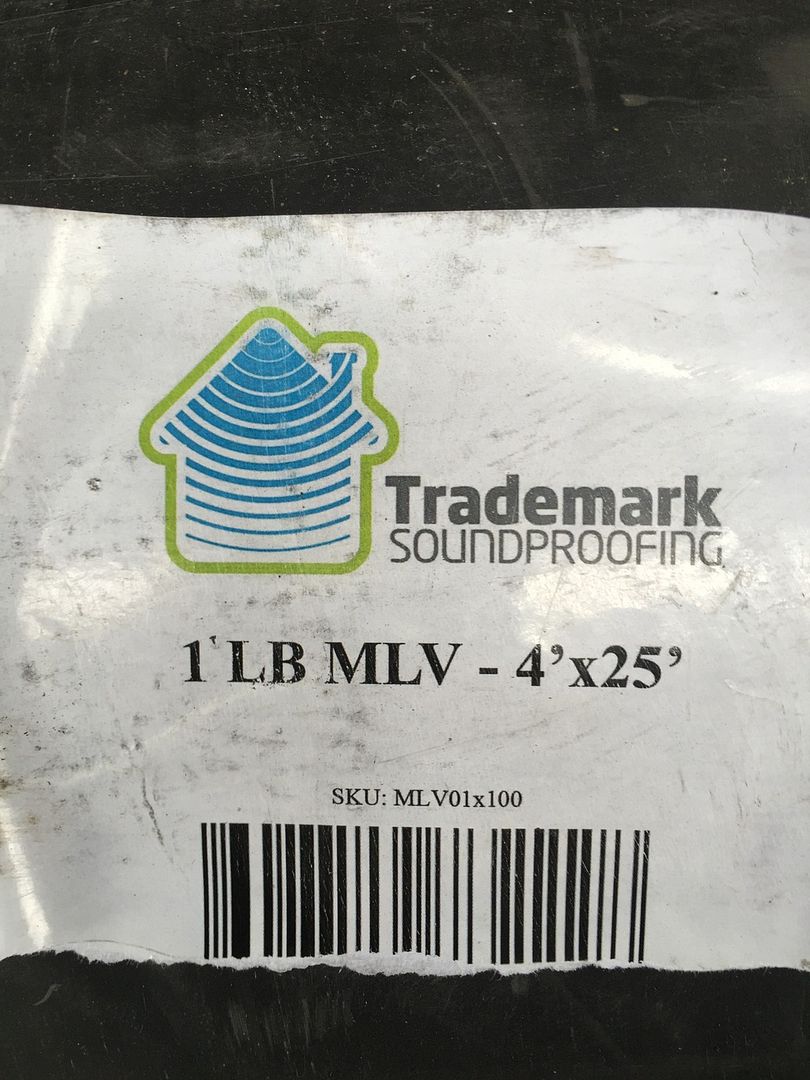 Trademark
SOUNDPROOFING
1 LB MLV - 4’x25’
SKU: MLV01x100